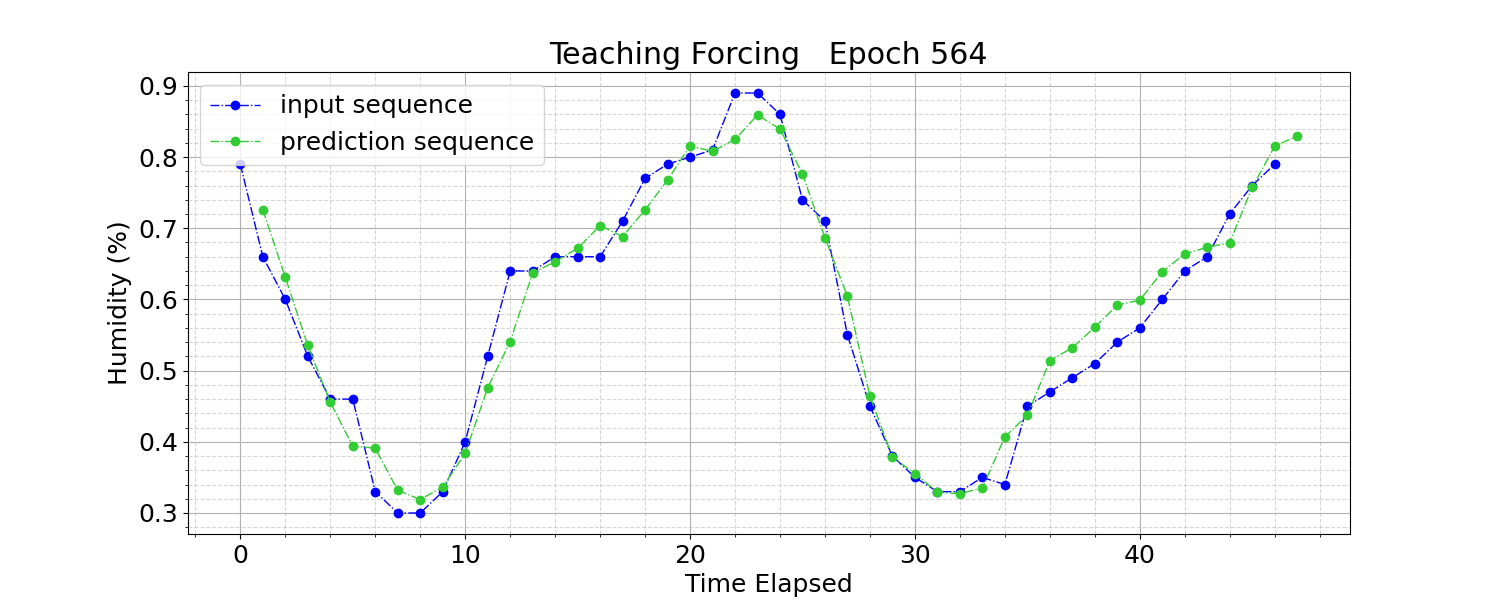 Teaching Forcing   Epoch 564
input sequence
prediction sequence
Humidity (%)
0.9
0.8
0.7
0.6
0.5
0.4
0.3
0 10 20 30 40
Time Elapsed